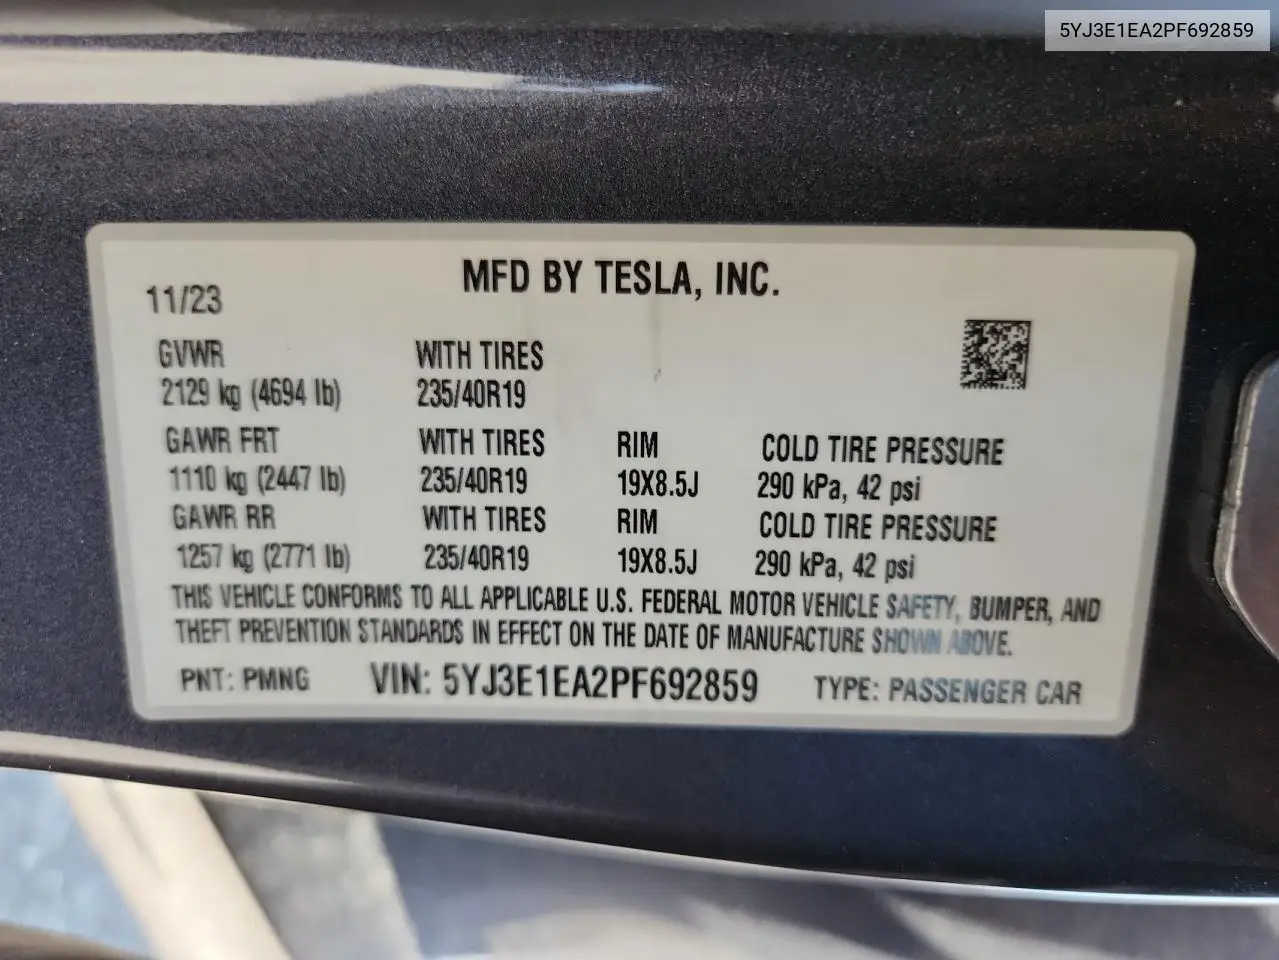 5YJ3E1EA2PF692859
MFD BY TESLA, INC.
11/23
GVWR WITH TIRES
2129 kg (4694 lb) 235/40R19
GAWR FRT WITH TIRES RIM COLD TIRE PRESSURE
1110 kg (2447 lb) 235/40R19 19X8.5J 290 kPa, 42 psi
GAWR RR WITH TIRES RIM COLD TIRE PRESSURE
1257 kg (2771 lb) 235/40R19 19X8.5J 290 kPa, 42 psi
THIS VEHICLE CONFORMS TO ALL APPLICABLE U.S. FEDERAL MOTOR VEHICLE SAFETY, BUMPER, AND
THEFT PREVENTION STANDARDS IN EFFECT ON THE DATE OF MANUFACTURE SHOWN ABOVE.
PNT: PMNG VIN: 5YJ3E1EA2PF692859 TYPE: PASSENGER CAR